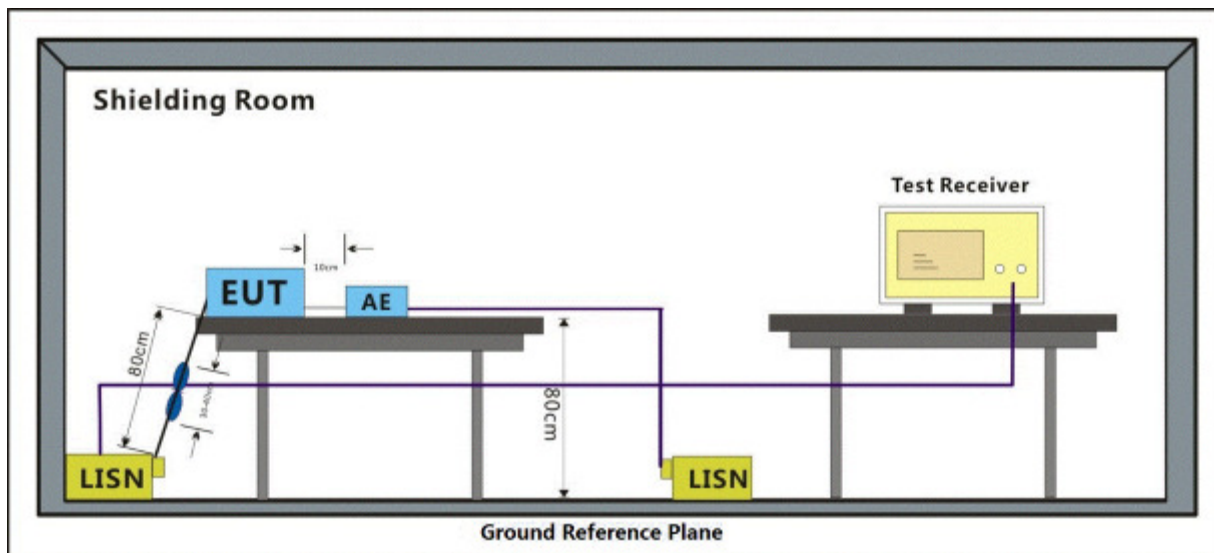 Shielding Room
Test Receiver
10cm
EUT
AE
80cm
80cm
LISN
LISN
Ground Reference Plane